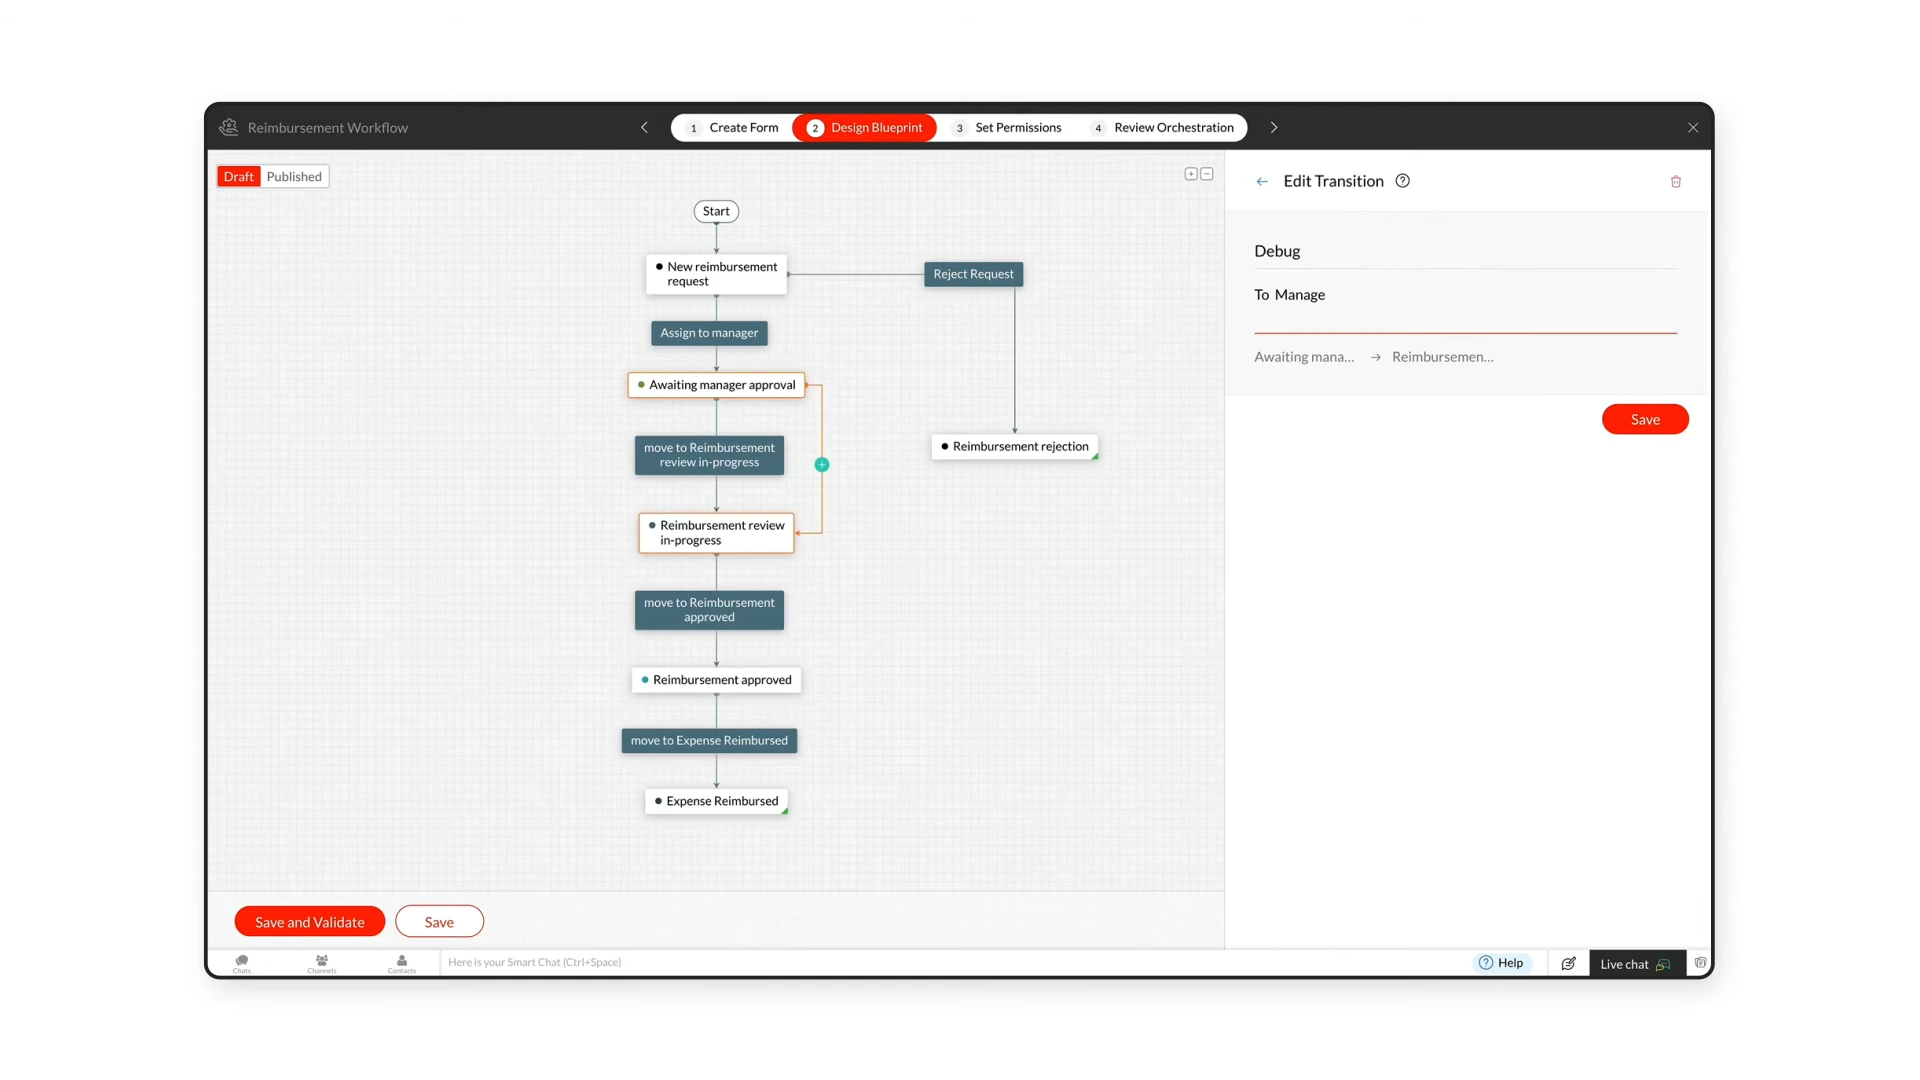 Reimbursement Workflow
1 Create Form
2 Design Blueprint
3 Set Permissions
4 Review Orchestration
Draft Published
Start
New reimbursement
request
Reject Request
Assign to manager
Awaiting manager approval
move to Reimbursement
review in-progress
Reimbursement rejection
Reimbursement review
in-progress
move to Reimbursement
approved
Reimbursement approved
move to Expense Reimbursed
Expense Reimbursed
Edit Transition ?
Debug
To Manage
Awaiting mana... → Reimbursemen...
Save
Save and Validate
Save
Chats
Channels
Contacts
Here is your Smart Chat (Ctrl+Space)
? Help
Live chat